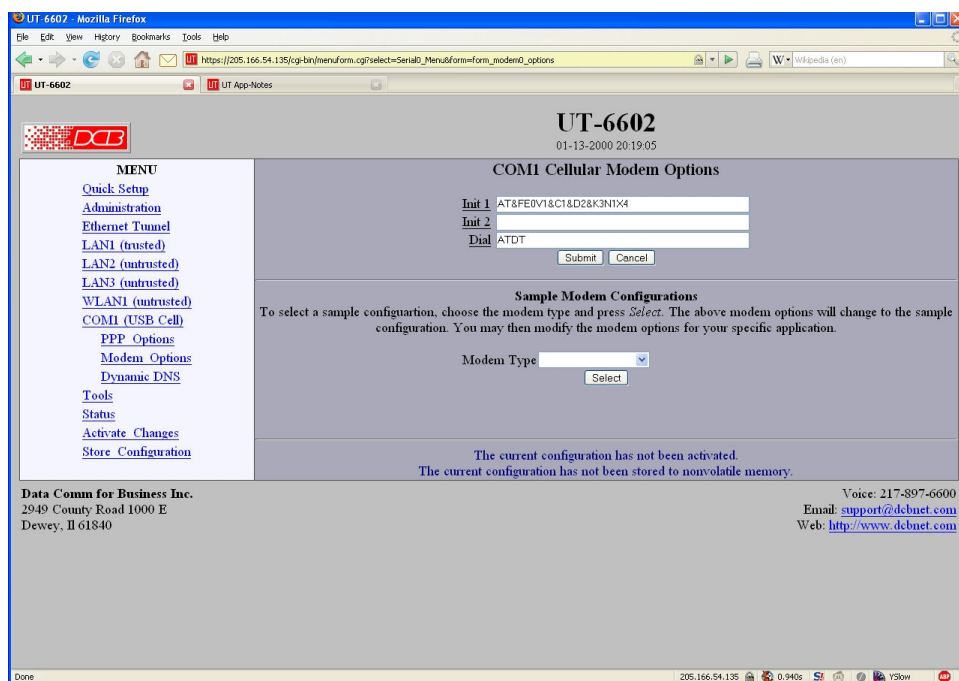 UT-6602 - Mozilla Firefox
File Edit View History Bookmarks Tools Help
https://205.166.54.135/cgi-bin/menuform.cgi?select=Serial0_Menu&form=form_modem0_options
W Wikipedia (en)
UT UT-6602
UT UT App-Notes
DCB
UT-6602
01-13-2000 20:19:05
MENU
Quick Setup
Administration
Ethernet Tunnel
LAN1 (trusted)
LAN2 (untrusted)
LAN3 (untrusted)
WLAN1 (untrusted)
COM1 (USB Cell)
PPP Options
Modem Options
Dynamic DNS
Tools
Status
Activate Changes
Store Configuration
COM1 Cellular Modem Options
Init 1 AT&FE0V1&C1&D2&K3N1X4
Init 2
Dial ATDT
Submit Cancel
Sample Modem Configurations
To select a sample configuartion, choose the modem type and press Select. The above modem options will change to the sample
configuration. You may then modify the modem options for your specific application.
Modem Type
Select
The current configuration has not been activated.
The current configuration has not been stored to nonvolatile memory.
Data Comm for Business Inc.
2949 County Road 1000 E
Dewey, Il 61840
Voice: 217-897-6600
Email: support@dcbnet.com
Web: http://www.dcbnet.com
Done
205.166.54.135 0.940s YSlow ABP